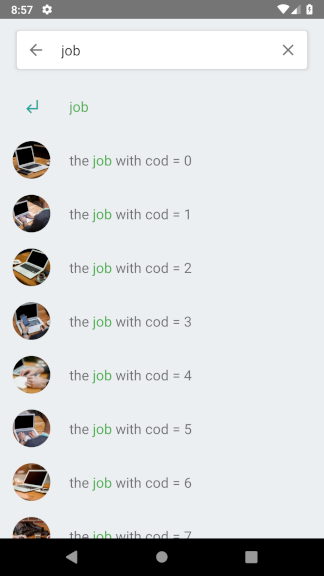 8:57
job
job
the job with cod = 0
the job with cod = 1
the job with cod = 2
the job with cod = 3
the job with cod = 4
the job with cod = 5
the job with cod = 6
the job with cod = 7